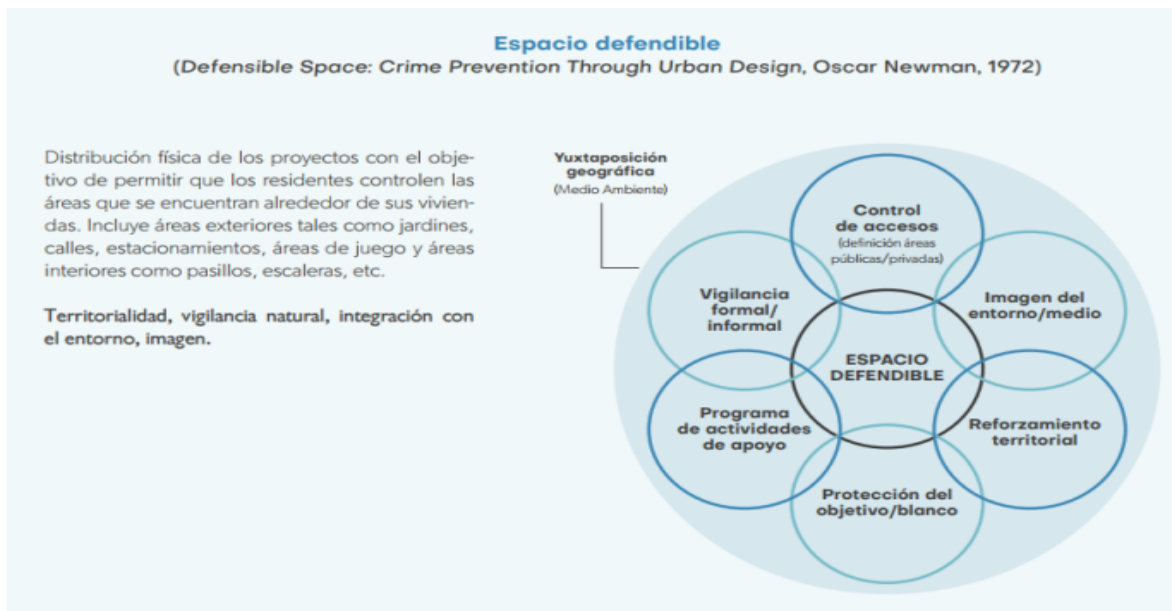 Espacio defendible
(Defensible Space: Crime Prevention Through Urban Design, Oscar Newman, 1972)
Distribución física de los proyectos con el obje-
tivo de permitir que los residentes controlen las
áreas que se encuentran alrededor de sus vivien-
das. Incluye áreas exteriores tales como jardines,
calles, estacionamientos, áreas de juego y áreas
interiores como pasillos, escaleras, etc.
Territorialidad, vigilancia natural, integración con
el entorno, imagen.
Yuxtaposición
geográfica
(Medio Ambiente)
Control
de accesos
(definición áreas
públicas/privadas)
Vigilancia
formal/
informal
Imagen del
entorno/medio
ESPACIO
DEFENDIBLE
Programa
de actividades
de apoyo
Reforzamiento
territorial
Protección del
objetivo/blanco